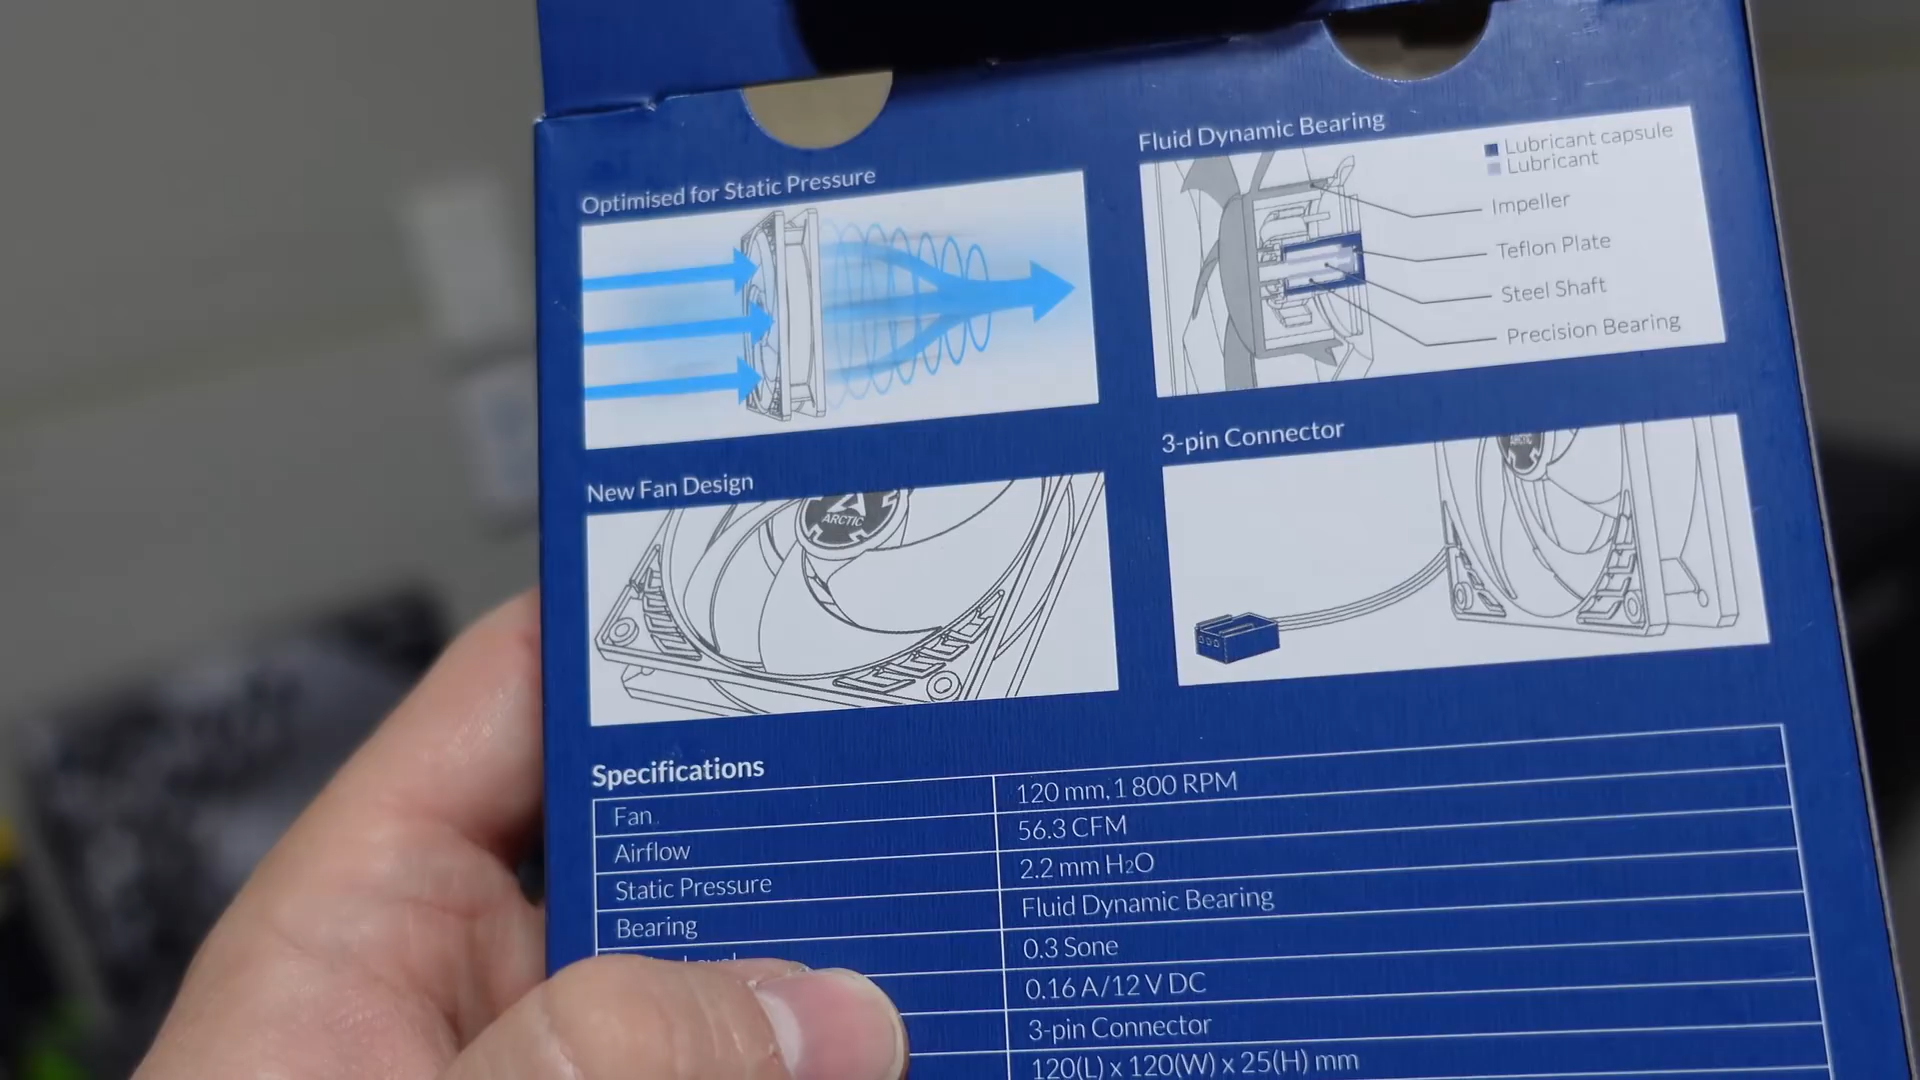 Optimised for Static Pressure
Fluid Dynamic Bearing
Lubricant capsule
Lubricant
Impeller
Teflon Plate
Steel Shaft
Precision Bearing
New Fan Design
ARCTIC
3-pin Connector
ARCTIC
Specifications
Fan 120 mm, 1 800 RPM
Airflow 56.3 CFM
Static Pressure 2.2 mm H₂O
Bearing Fluid Dynamic Bearing
0.3 Sone
0.16 A/12 V DC
3-pin Connector
120(L) x 120(W) x 25(H) mm